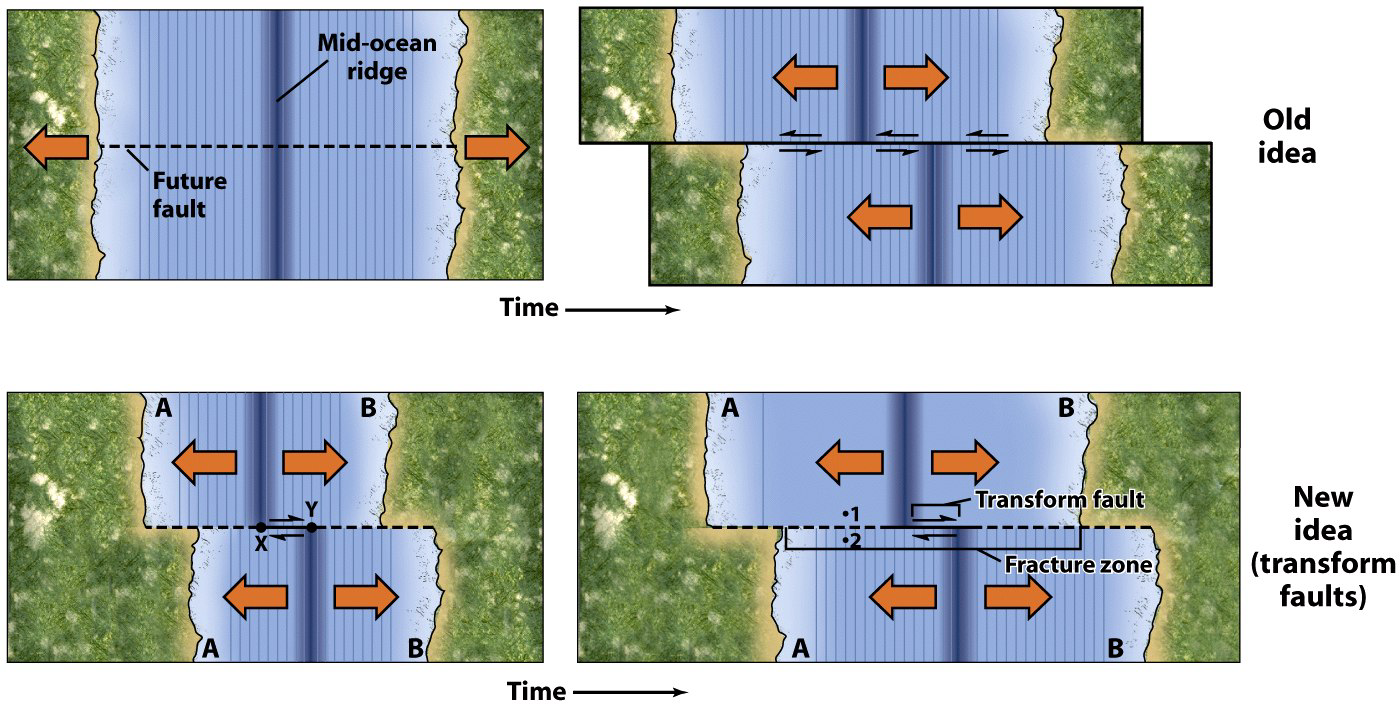 Mid-ocean
ridge
Future
fault
Old
idea
Time
A
B
Y
X
A
B
A
B
Transform fault
•1
•2
Fracture zone
A
B
New
idea
(transform
faults)
Time